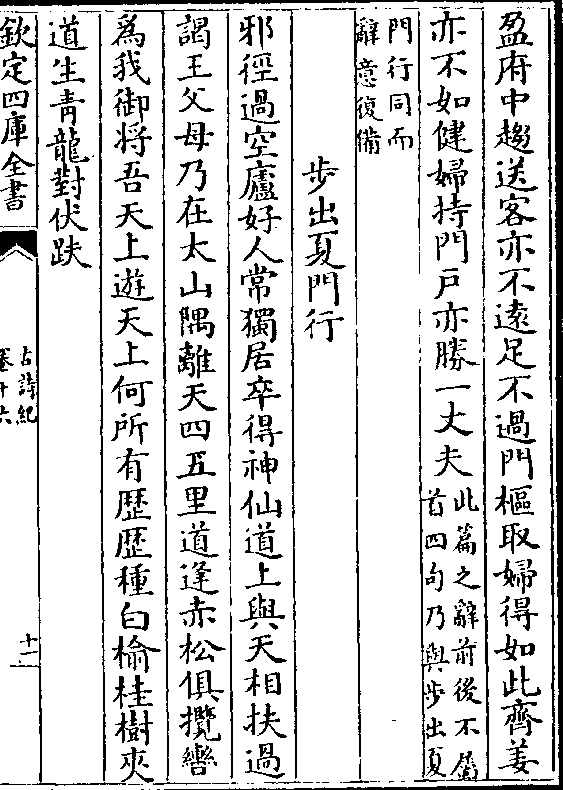 盈府中趨送客亦不遠足不過門樞取婦得如此齊姜
亦不如健婦持門戶亦勝一丈夫此篇之辭前後不屬
首四句乃與步出夏
門行同而
辭意復備
步出夏門行
邪徑過空廬好人常獨居卒得神仙道上與天相扶過
謁王父母乃在太山隅離天四五里道逢赤松俱攬轡
為我御將吾天上遊天上何所有歷歷種白榆桂樹夾
道生青龍對伏趺
欽定四庫全書
古詩紀
卷十六
十一